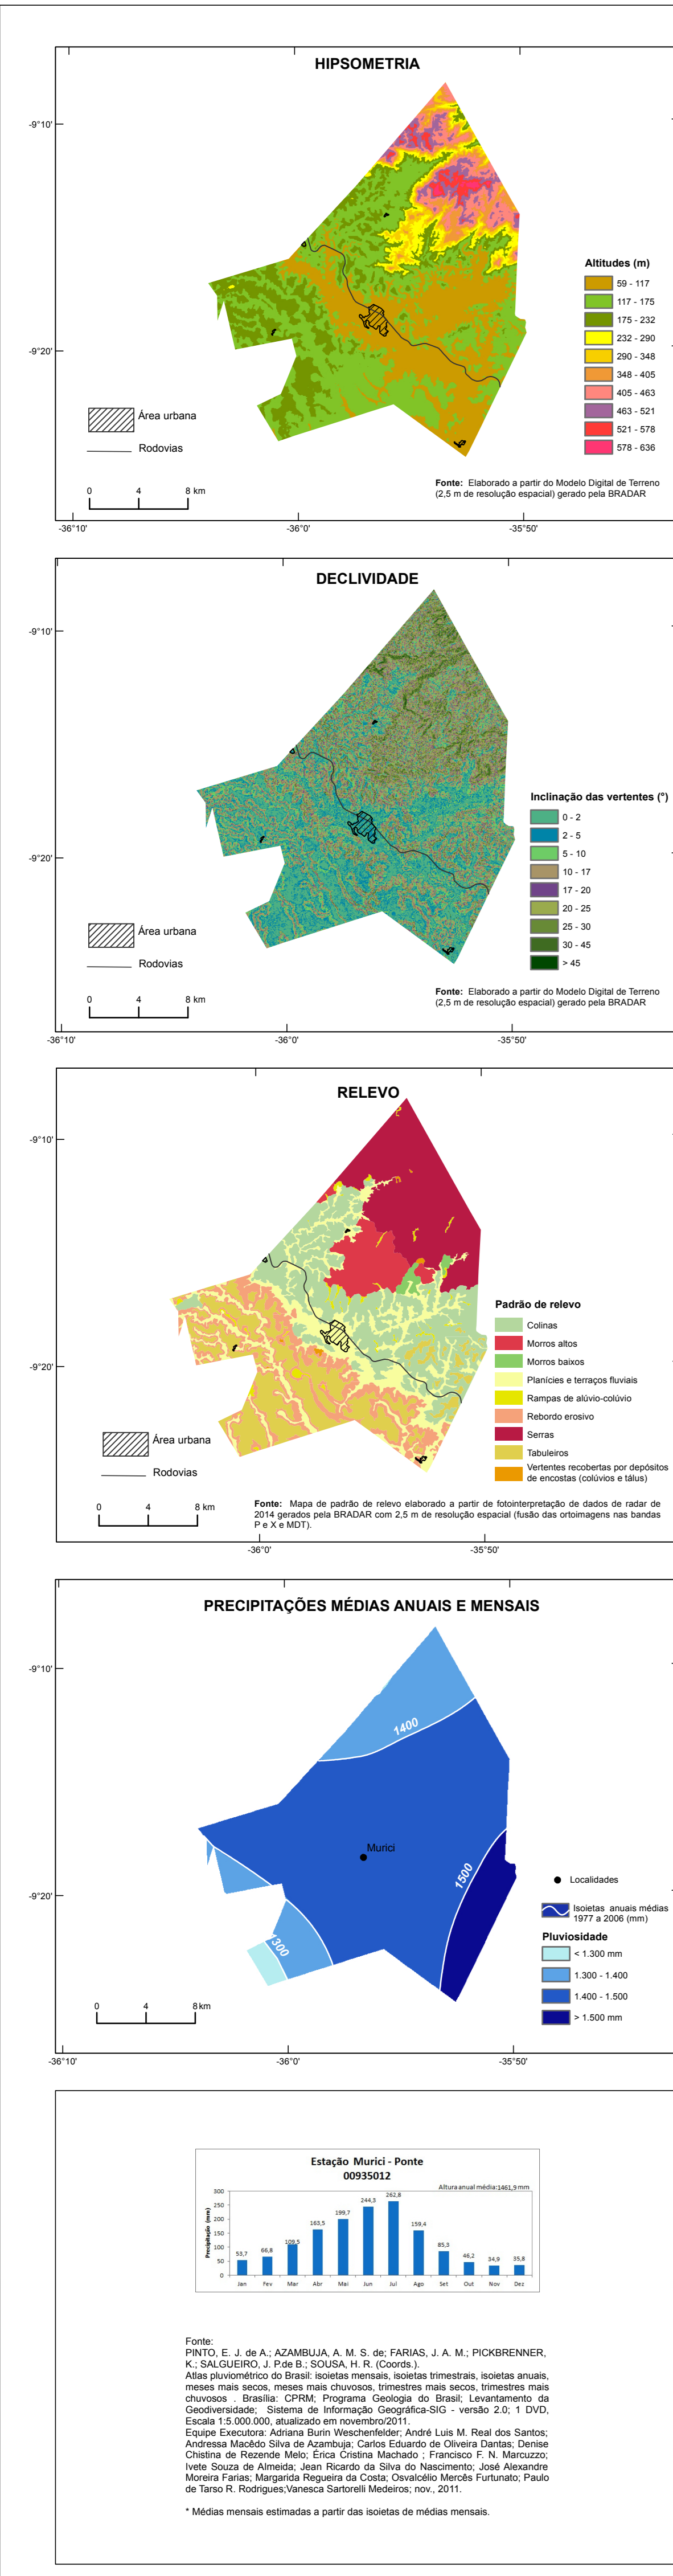 HIPSOMETRIA
-9°10'
-9°20'
Altitudes (m)
59 - 117
117 - 175
175 - 232
232 - 290
290 - 348
348 - 405
405 - 463
463 - 521
521 - 578
578 - 636
Área urbana
Rodovias
0 4 8 km
Fonte: Elaborado a partir do Modelo Digital de Terreno
(2,5 m de resolução espacial) gerado pela BRADAR
-36°10' -36°0' -35°50'
DECLIVIDADE
-9°10'
-9°20'
Inclinação das vertentes (°)
0 - 2
2 - 5
5 - 10
10 - 17
17 - 20
20 - 25
25 - 30
30 - 45
> 45
Área urbana
Rodovias
0 4 8 km
Fonte: Elaborado a partir do Modelo Digital de Terreno
(2,5 m de resolução espacial) gerado pela BRADAR
-36°10' -36°0' -35°50'
RELEVO
-9°10'
-9°20'
Padrão de relevo
Colinas
Morros altos
Morros baixos
Planícies e terraços fluviais
Rampas de alúvio-colúvio
Rebordo erosivo
Serras
Tabuleiros
Vertentes recobertas por depósitos
de encostas (colúvios e tálus)
Área urbana
Rodovias
0 4 8 km
Fonte: Mapa de padrão de relevo elaborado a partir de fotointerpretação de dados de radar de
2014 gerados pela BRADAR com 2,5 m de resolução espacial (fusão das ortoimagens nas bandas
P e X e MDT).
-36°0' -35°50'
PRECIPITAÇÕES MÉDIAS ANUAIS E MENSAIS
-9°10'
1400
Murici
1500
-9°20'
1300
Localidades
Isoietas anuais médias
1977 a 2006 (mm)
Pluviosidade
< 1.300 mm
1.300 - 1.400
1.400 - 1.500
> 1.500 mm
0 4 8 km
-36°10' -36°0' -35°50'
Estação Murici - Ponte
00935012
Altura anual média:1461,9 mm
Precipitação (mm)
300
250
200
150
100
50
0
53,7 66,8 109,5 163,5 199,7 244,3 262,8 159,4 85,3 46,2 34,9 35,8
Jan Fev Mar Abr Mai Jun Jul Ago Set Out Nov Dez
Fonte:
PINTO, E. J. de A.; AZAMBUJA, A. M. S. de; FARIAS, J. A. M.; PICKBRENNER,
K.; SALGUEIRO, J. P.de B.; SOUSA, H. R. (Coords.).
Atlas pluviométrico do Brasil: isoietas mensais, isoietas trimestrais, isoietas anuais,
meses mais secos, meses mais chuvosos, trimestres mais secos, trimestres mais
chuvosos . Brasília: CPRM; Programa Geologia do Brasil; Levantamento da
Geodiversidade; Sistema de Informação Geográfica-SIG - versão 2.0; 1 DVD,
Escala 1:5.000.000, atualizado em novembro/2011.
Equipe Executora: Adriana Burin Weschenfelder; André Luis M. Real dos Santos;
Andressa Macêdo Silva de Azambuja; Carlos Eduardo de Oliveira Dantas; Denise
Chistina de Rezende Melo; Érica Cristina Machado ; Francisco F. N. Marcuzzo;
Ivete Souza de Almeida; Jean Ricardo da Silva do Nascimento; José Alexandre
Moreira Farias; Margarida Regueira da Costa; Osvalcélio Mercês Furtunato; Paulo
de Tarso R. Rodrigues;Vanesca Sartorelli Medeiros; nov., 2011.
* Médias mensais estimadas a partir das isoietas de médias mensais.